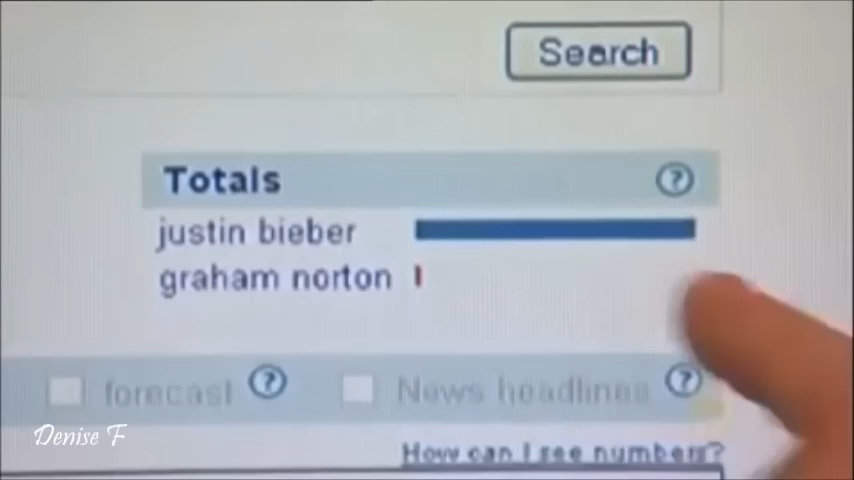 Search
Totals ?
justin bieber
graham norton
forecast ? News headlines ?
Denise F
How can I see numbers?